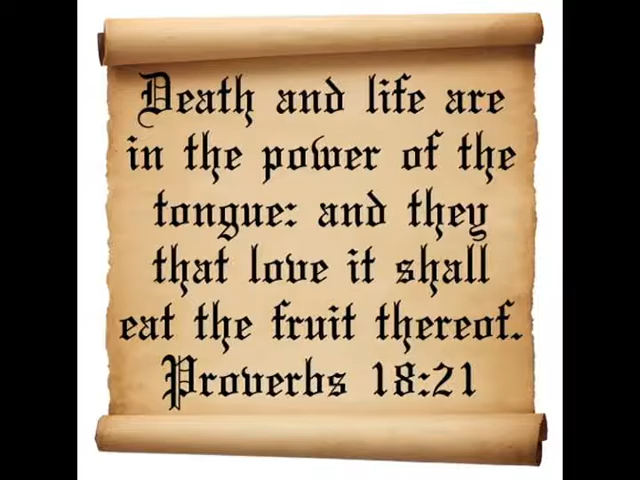 Death and life are
in the power of the
tongue: and they
that love it shall
eat the fruit thereof.
Proverbs 18:21